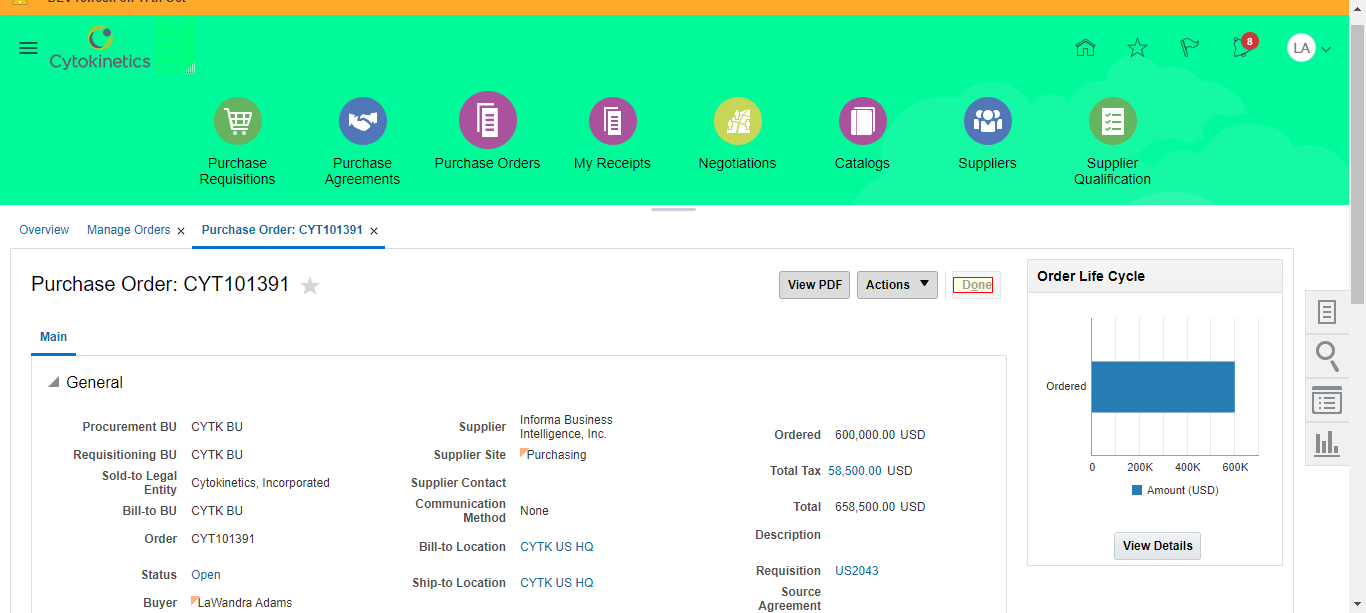 Cytokinetics
8
LA
Purchase Requisitions
Purchase Agreements
Purchase Orders
My Receipts
Negotiations
Catalogs
Suppliers
Supplier Qualification
Overview
Manage Orders ×
Purchase Order: CYT101391 ×
Purchase Order: CYT101391
View PDF
Actions
Done
Order Life Cycle
Main
General
Procurement BU CYTK BU
Requisitioning BU CYTK BU
Sold-to Legal Entity Cytokinetics, Incorporated
Bill-to BU CYTK BU
Order CYT101391
Status Open
Buyer LaWandra Adams
Supplier Informa Business Intelligence, Inc.
Supplier Site Purchasing
Supplier Contact
Communication Method None
Bill-to Location CYTK US HQ
Ship-to Location CYTK US HQ
Ordered 600,000.00 USD
Total Tax 58,500.00 USD
Total 658,500.00 USD
Description
Requisition US2043
Source Agreement
Ordered
0 200K 400K 600K
Amount (USD)
View Details